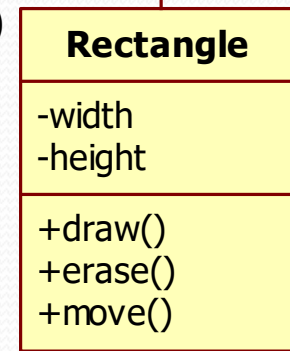 )
Rectangle
-width
-height
+draw()
+erase()
+move()